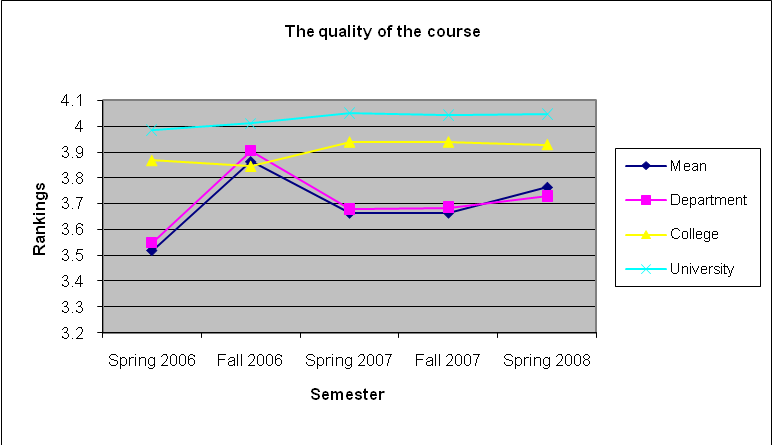 The quality of the course
4.1
4
3.9
3.8
3.7
3.6
3.5
3.4
3.3
3.2
Rankings
Spring 2006 Fall 2006 Spring 2007 Fall 2007 Spring 2008
Semester
Mean
Department
College
University